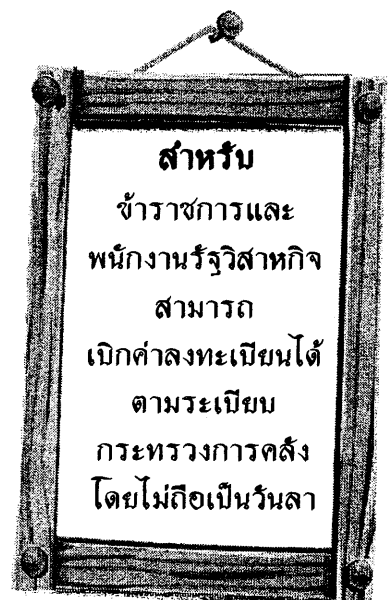 สำหรับ
ข้าราชการและ
พนักงานรัฐวิสาหกิจ
สามารถ
เบิกค่าลงทะเบียนได้
ตามระเบียบ
กระทรวงการคลัง
โดยไม่ถือเป็นวันลา